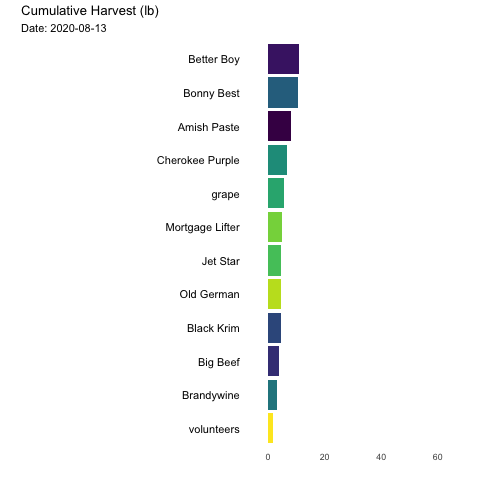 Cumulative Harvest (lb)
Date: 2020-08-13
Better Boy
Bonny Best
Amish Paste
Cherokee Purple
grape
Mortgage Lifter
Jet Star
Old German
Black Krim
Big Beef
Brandywine
volunteers
0 20 40 60